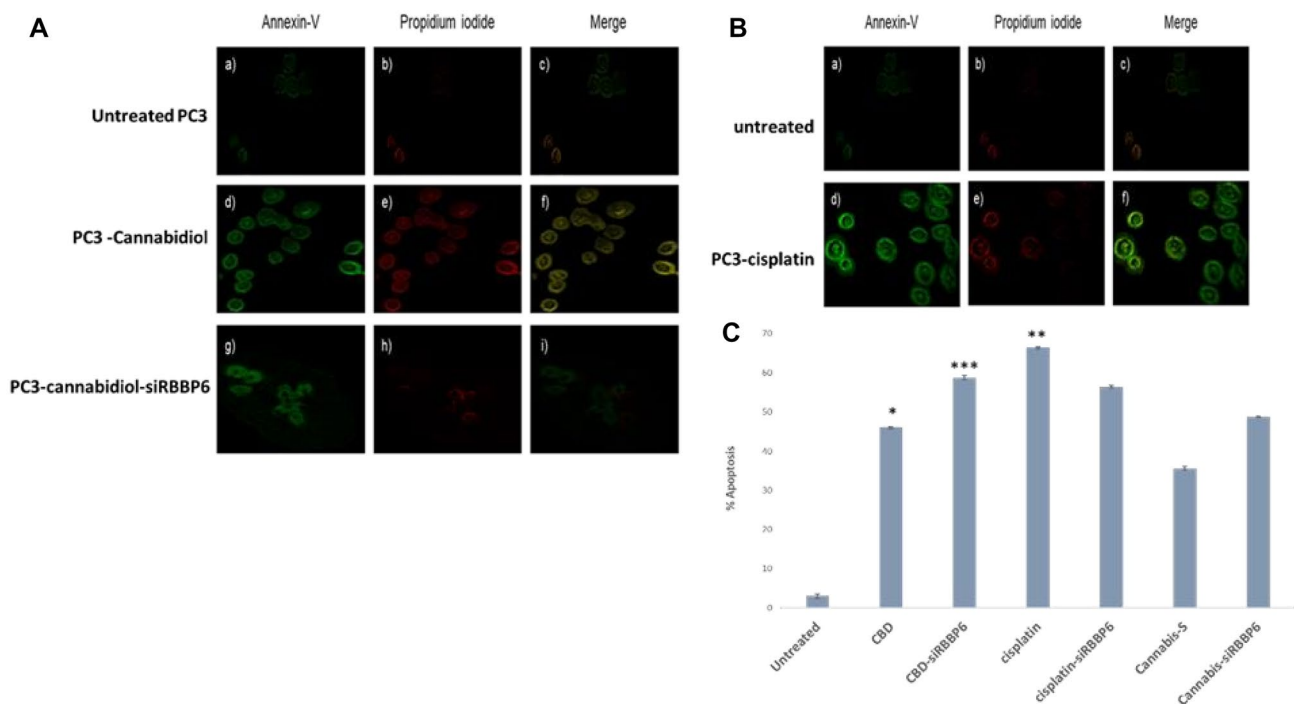 A
Annexin-V Propidium iodide Merge
a) b) c)
Untreated PC3
d) e) f)
PC3 -Cannabidiol
g) h) i)
PC3-cannabidiol-siRBBP6
B
Annexin-V Propidium iodide Merge
a) b) c)
untreated
d) e) f)
PC3-cisplatin
C
% Apoptosis
70
60
50
40
30
20
10
0
* *** **
Untreated CBD CBD-siRBBP6 cisplatin cisplatin-siRBBP6 Cannabis-S Cannabis-siRBBP6